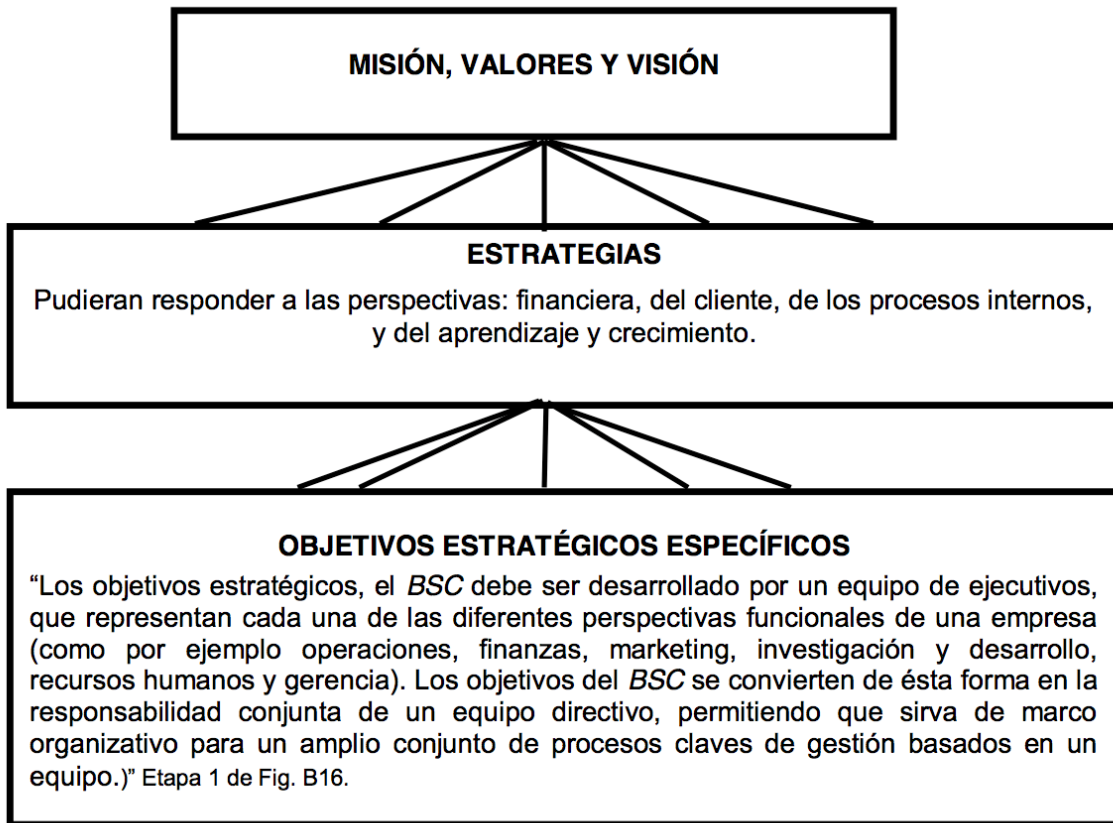 MISIÓN, VALORES Y VISIÓN
ESTRATEGIAS
Pudieran responder a las perspectivas: financiera, del cliente, de los procesos internos,
y del aprendizaje y crecimiento.
OBJETIVOS ESTRATÉGICOS ESPECÍFICOS
“Los objetivos estratégicos, el BSC debe ser desarrollado por un equipo de ejecutivos,
que representan cada una de las diferentes perspectivas funcionales de una empresa
(como por ejemplo operaciones, finanzas, marketing, investigación y desarrollo,
recursos humanos y gerencia). Los objetivos del BSC se convierten de ésta forma en la
responsabilidad conjunta de un equipo directivo, permitiendo que sirva de marco
organizativo para un amplio conjunto de procesos claves de gestión basados en un
equipo.)” Etapa 1 de Fig. B16.